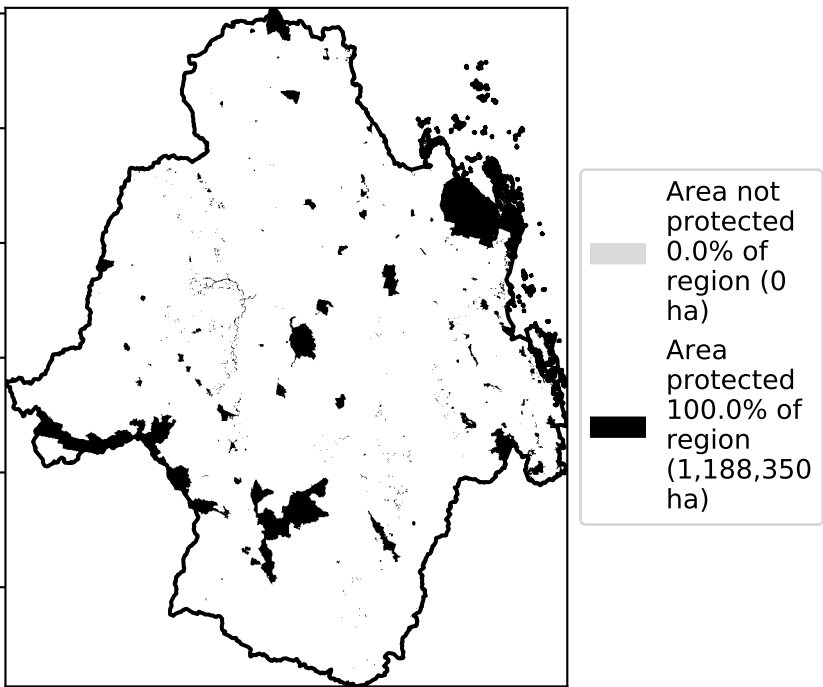 Area not
protected
0.0% of
region (0
ha)
Area
protected
100.0% of
region
(1,188,350
ha)